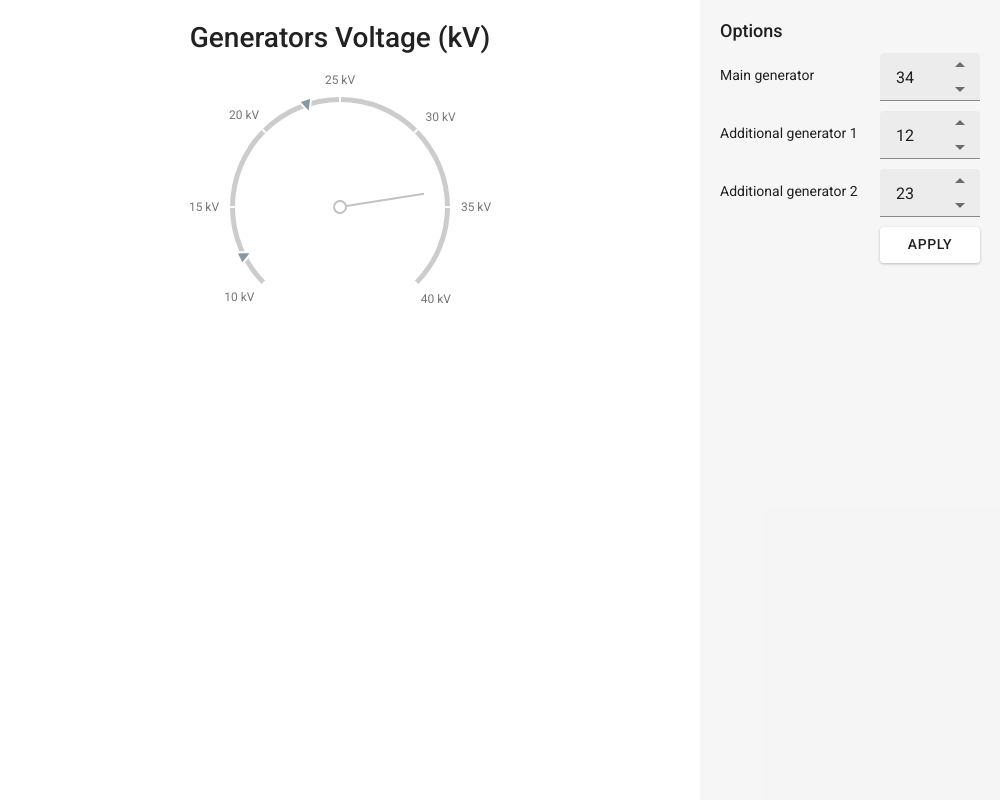 Generators Voltage (kV)
25 kV
20 kV
30 kV
15 kV
35 kV
10 kV
40 kV
Options
Main generator
34
Additional generator 1
12
Additional generator 2
23
APPLY